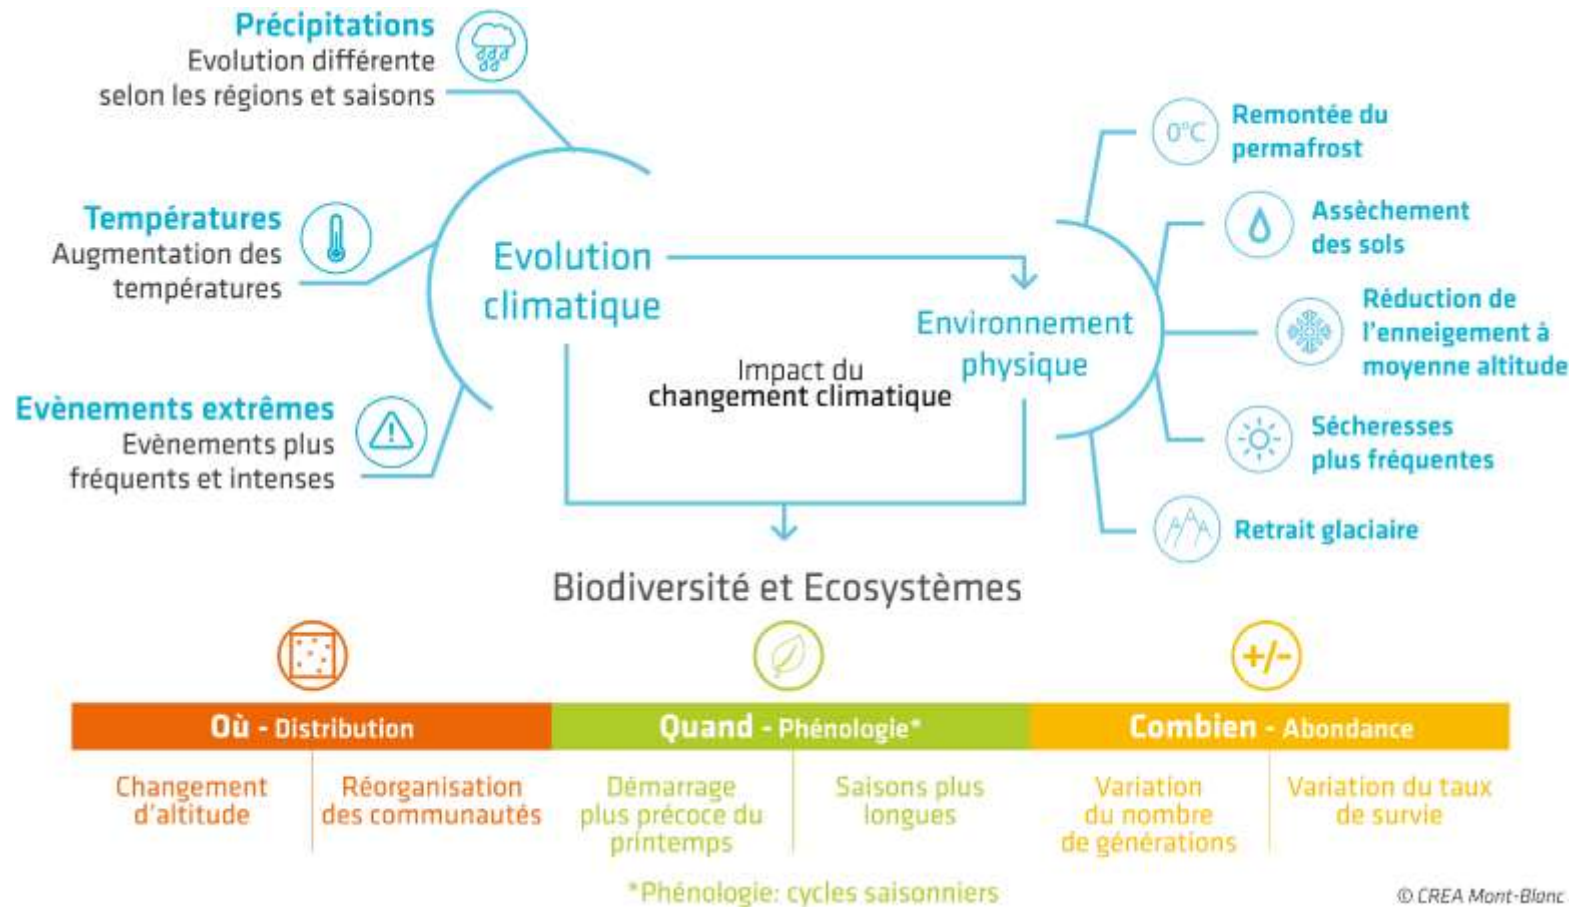 Précipitations
Evolution différente
selon les régions et saisons
Températures
Augmentation des
températures
Evènements extrêmes
Evènements plus
fréquents et intenses
Evolution
climatique
Impact du
changement climatique
Environnement
physique
0°C
Remontée du
permafrost
Assèchement
des sols
Réduction de
l'enneigement à
moyenne altitude
Sécheresses
plus fréquentes
Retrait glaciaire
Biodiversité et Ecosystèmes
+/-
Où - Distribution
Quand - Phénologie*
Combien - Abondance
Changement
d'altitude
Réorganisation
des communautés
Démarrage
plus précoce du
printemps
Saisons plus
longues
Variation
du nombre
de générations
Variation du taux
de survie
*Phénologie: cycles saisonniers
© CREA Mont-Blanc